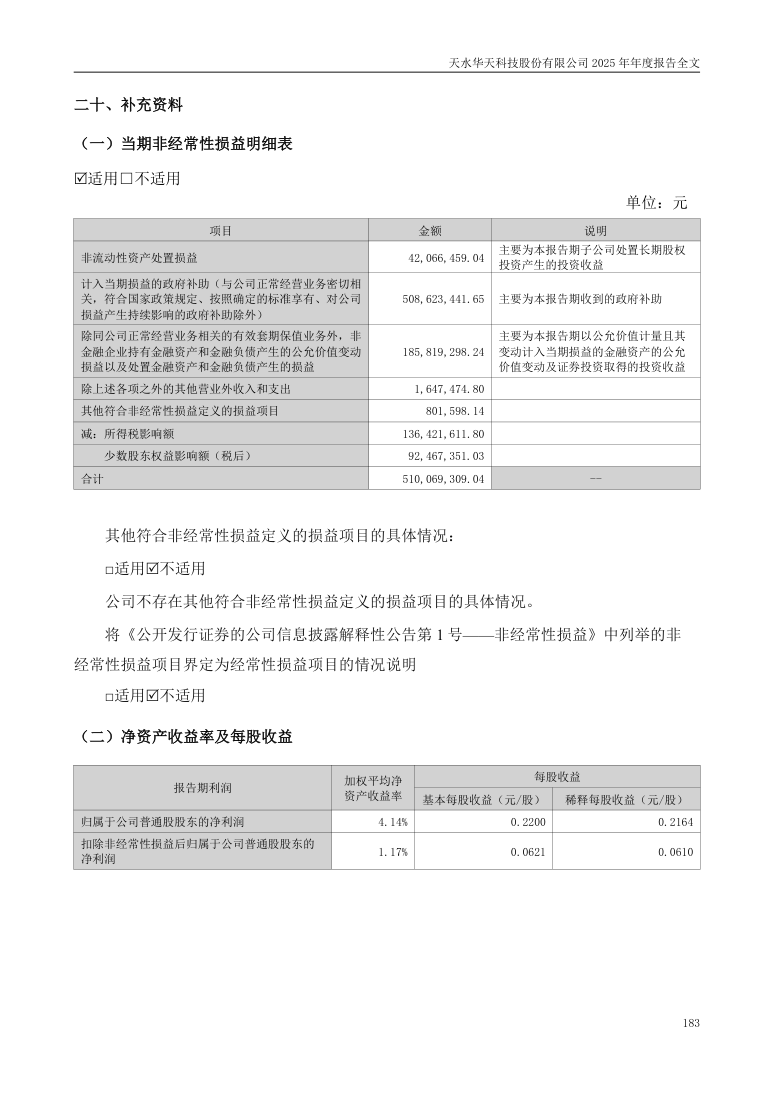 天水华天科技股份有限公司 2025 年年度报告全文
二十、补充资料
（一）当期非经常性损益明细表
☑适用□不适用
单位：元
项目 金额 说明
非流动性资产处置损益 42,066,459.04 主要为本报告期子公司处置长期股权
投资产生的投资收益
计入当期损益的政府补助（与公司正常经营业务密切相
关，符合国家政策规定、按照确定的标准享有、对公司
损益产生持续影响的政府补助除外） 508,623,441.65 主要为本报告期收到的政府补助
除同公司正常经营业务相关的有效套期保值业务外，非
金融企业持有金融资产和金融负债产生的公允价值变动
损益以及处置金融资产和金融负债产生的损益 185,819,298.24 主要为本报告期以公允价值计量且其
变动计入当期损益的金融资产的公允
价值变动及证券投资取得的投资收益
除上述各项之外的其他营业外收入和支出 1,647,474.80
其他符合非经常性损益定义的损益项目 801,598.14
减：所得税影响额 136,421,611.80
少数股东权益影响额（税后） 92,467,351.03
合计 510,069,309.04 --
其他符合非经常性损益定义的损益项目的具体情况：
□适用☑不适用
公司不存在其他符合非经常性损益定义的损益项目的具体情况。
将《公开发行证券的公司信息披露解释性公告第 1 号——非经常性损益》中列举的非
经常性损益项目界定为经常性损益项目的情况说明
□适用☑不适用
（二）净资产收益率及每股收益
报告期利润 加权平均净
资产收益率 每股收益
基本每股收益（元/股） 稀释每股收益（元/股）
归属于公司普通股股东的净利润 4.14% 0.2200 0.2164
扣除非经常性损益后归属于公司普通股股东的
净利润 1.17% 0.0621 0.0610
183